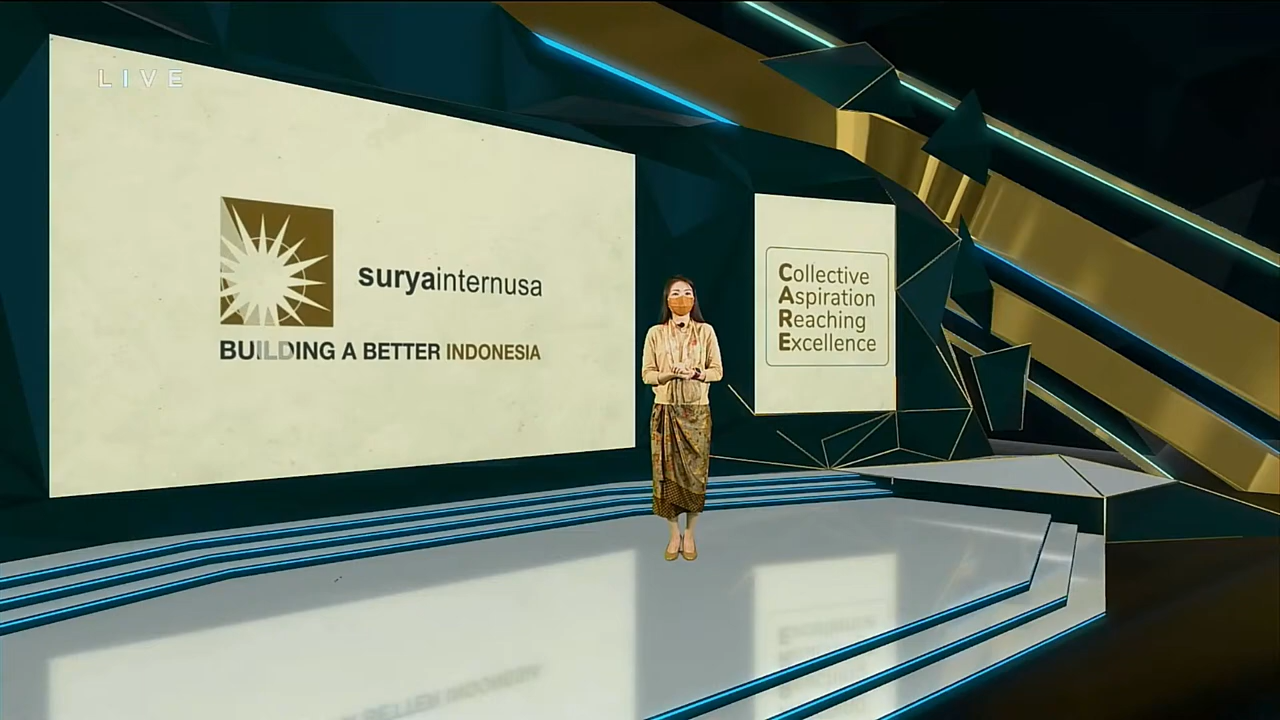 LIVE
suryainternusa
BUILDING A BETTER INDONESIA
Collective
Aspiration
Reaching
Excellence